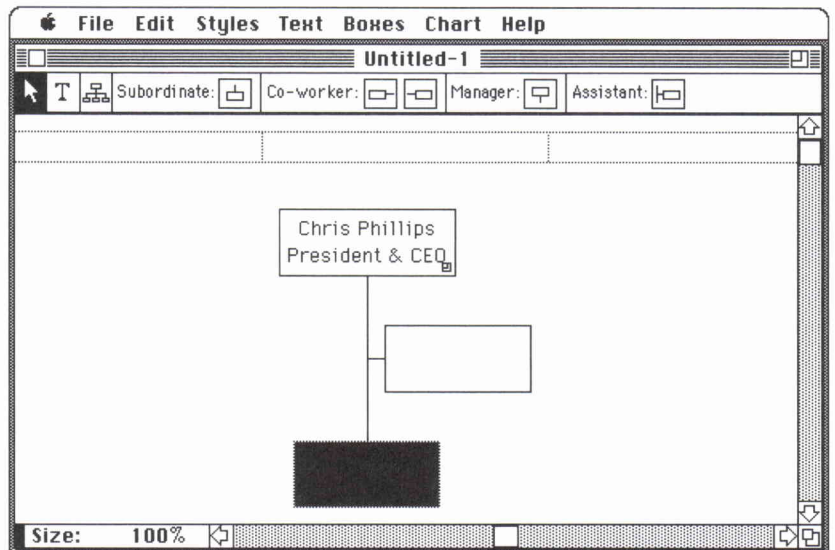 File Edit Styles Text Boxes Chart Help
Untitled-1
T Subordinate: Co-worker: Manager: Assistant:
Chris Phillips
President & CEO
Size: 100%